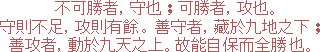 不可勝者，守也；可勝者，攻也。
守則不足，攻則有餘。善守者，藏於九地之下；
善攻者，動於九天之上。故能自保而全勝也。